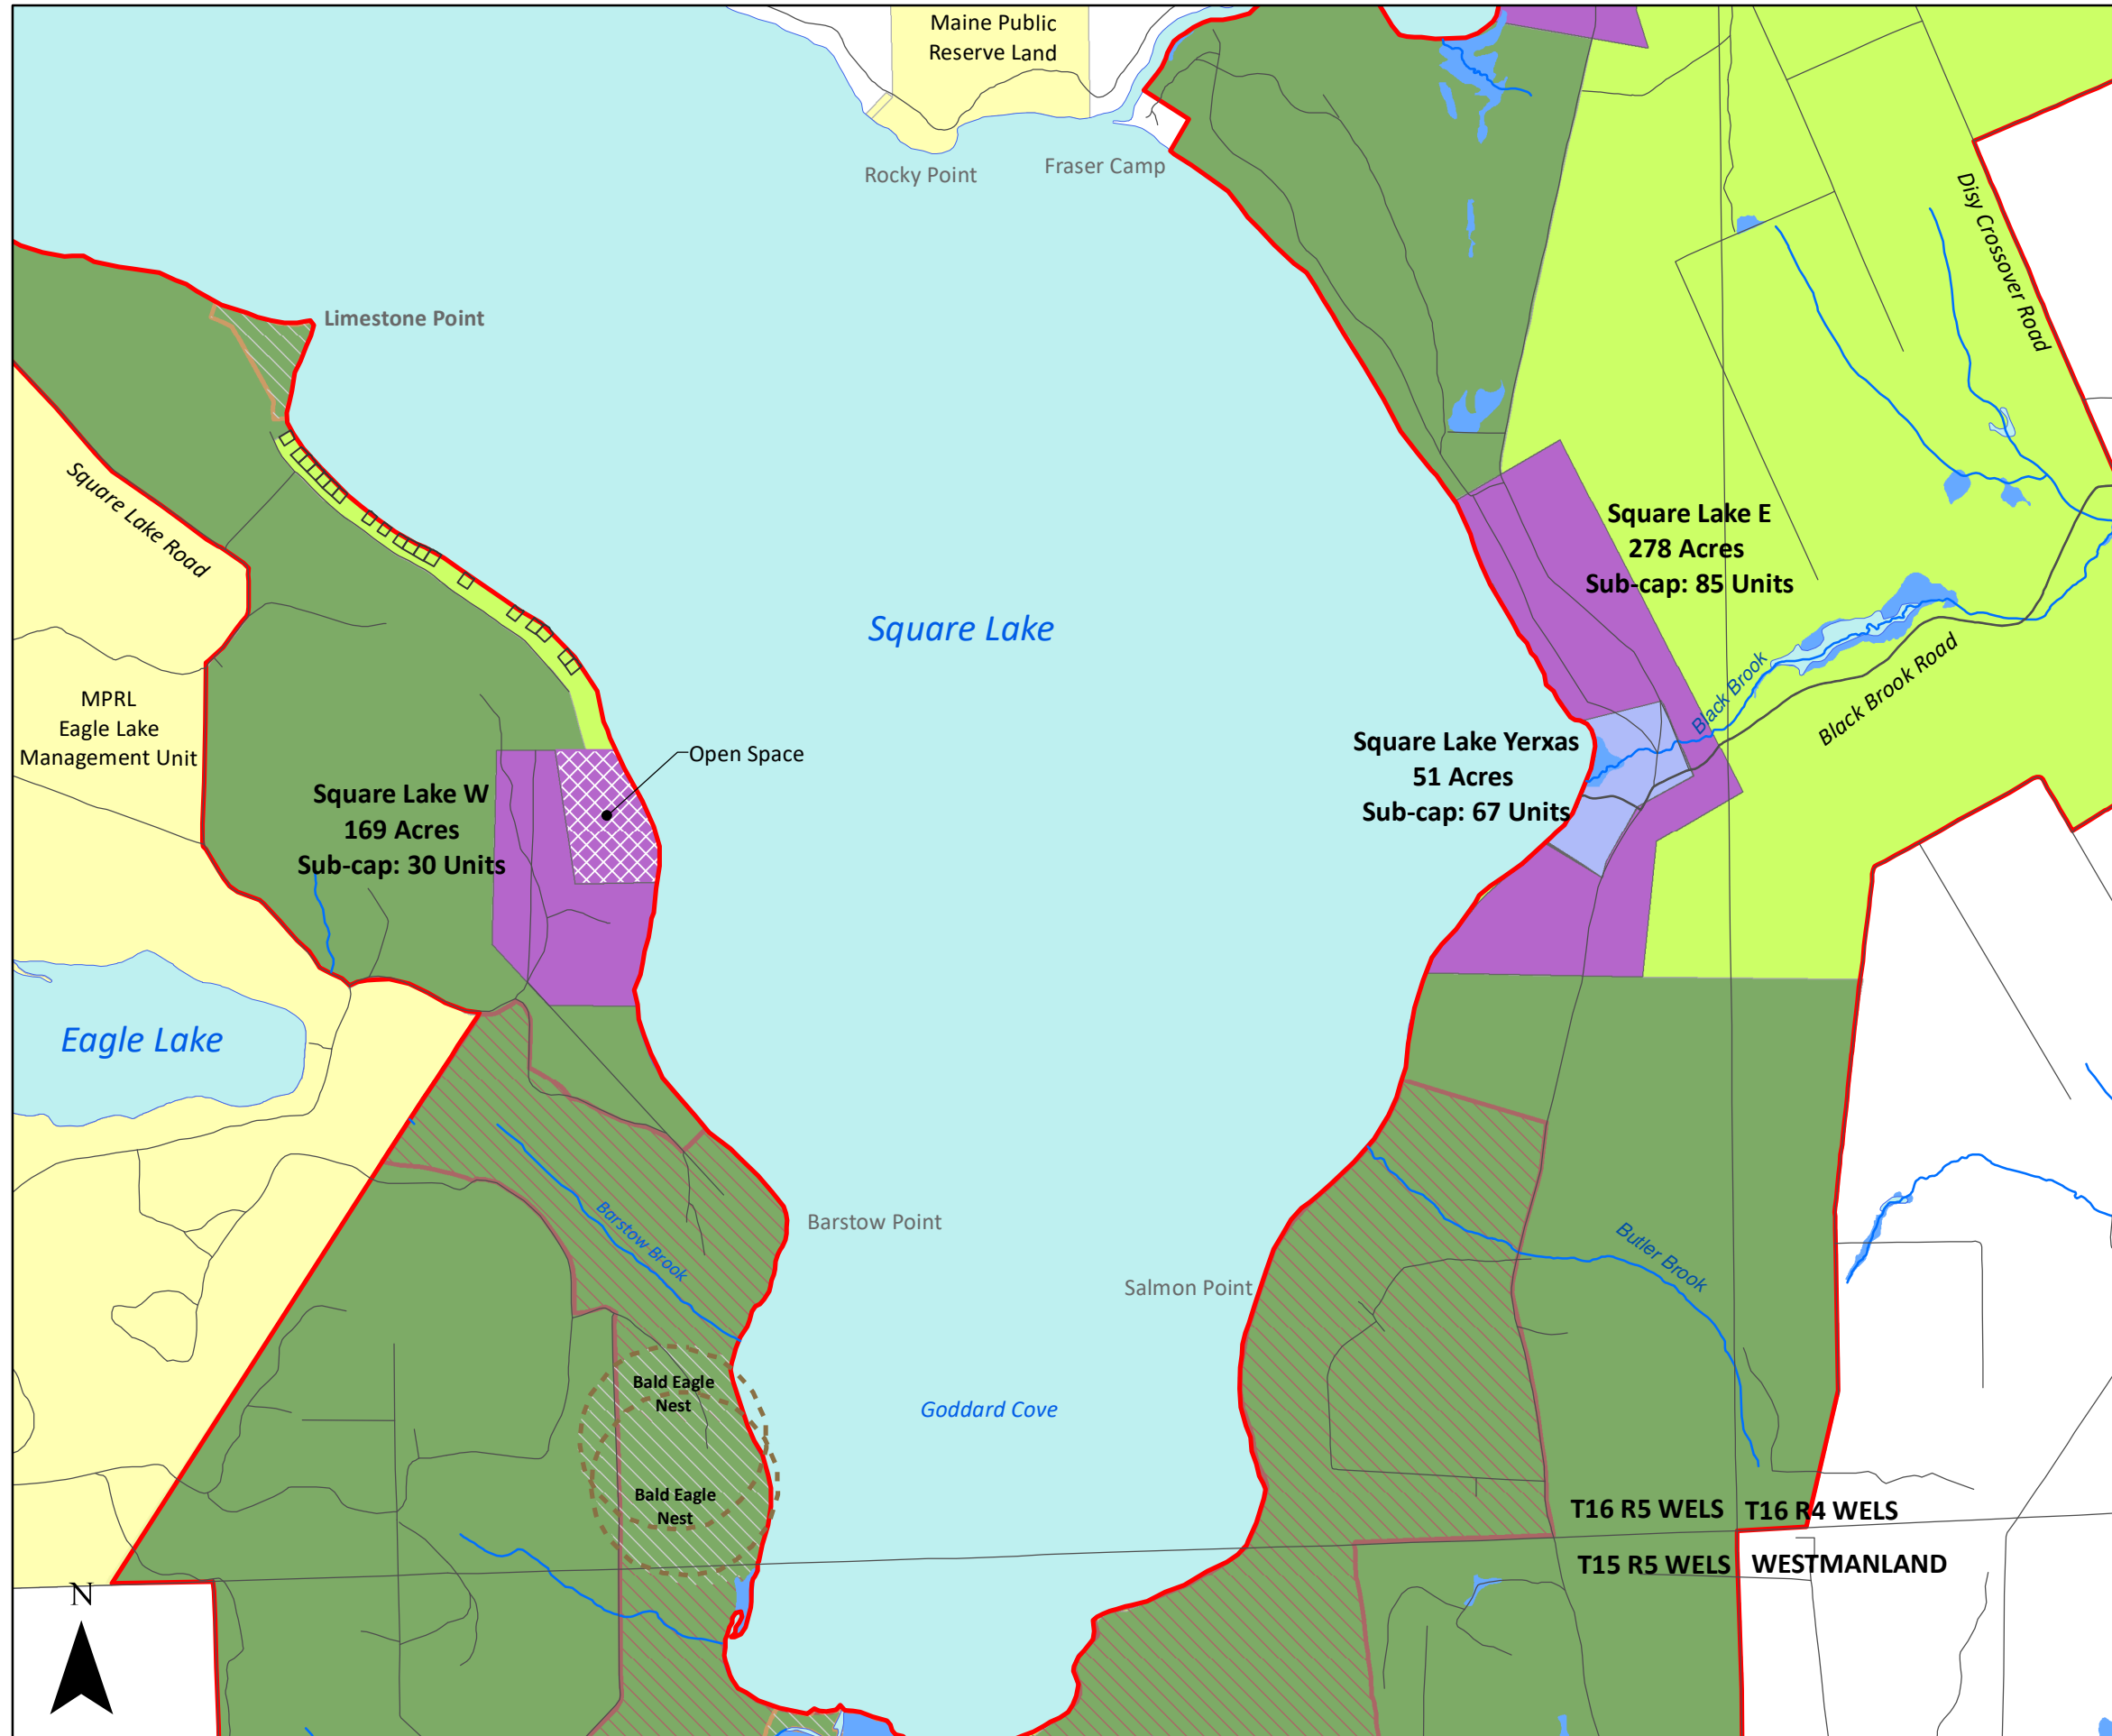 Maine Public
Reserve Land
Rocky Point
Fraser Camp
Disy Crossover Road
Limestone Point
Square Lake Road
Square Lake E
278 Acres
Sub-cap: 85 Units
Square Lake
Black Brook
Black Brook Road
MPRL
Eagle Lake
Management Unit
Open Space
Square Lake Yerxas
51 Acres
Sub-cap: 67 Units
Square Lake W
169 Acres
Sub-cap: 30 Units
Eagle Lake
Barstow Brook
Barstow Point
Salmon Point
Butler Brook
Bald Eagle
Nest
Goddard Cove
Bald Eagle
Nest
T16 R5 WELS
T16 R4 WELS
T15 R5 WELS
WESTMANLAND
N